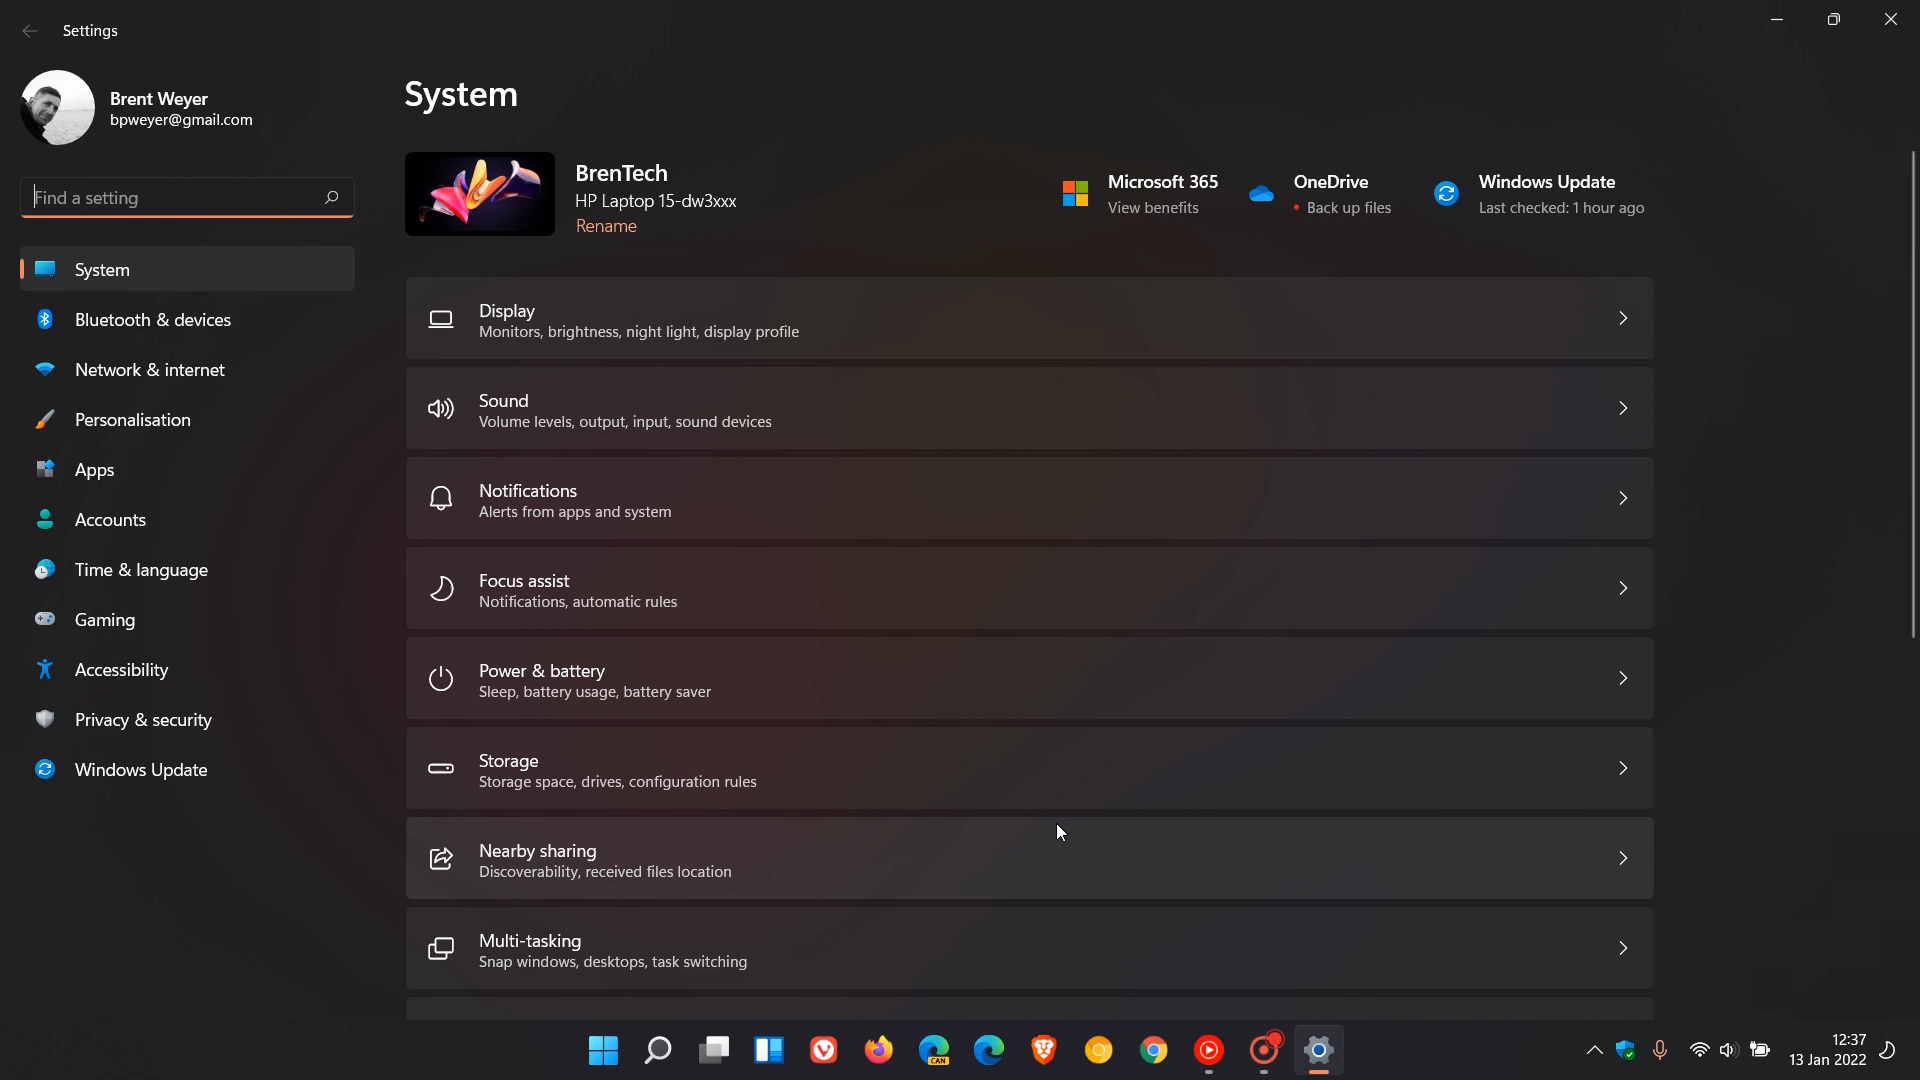 Settings
Brent Weyer
bpweyer@gmail.com
Find a setting
System
Bluetooth & devices
Network & internet
Personalisation
Apps
Accounts
Time & language
Gaming
Accessibility
Privacy & security
Windows Update
System
BrenTech
HP Laptop 15-dw3xxx
Rename
Microsoft 365
View benefits
OneDrive
Back up files
Windows Update
Last checked: 1 hour ago
Display
Monitors, brightness, night light, display profile
Sound
Volume levels, output, input, sound devices
Notifications
Alerts from apps and system
Focus assist
Notifications, automatic rules
Power & battery
Sleep, battery usage, battery saver
Storage
Storage space, drives, configuration rules
Nearby sharing
Discoverability, received files location
Multi-tasking
Snap windows, desktops, task switching
CAN
12:37
13 Jan 2022